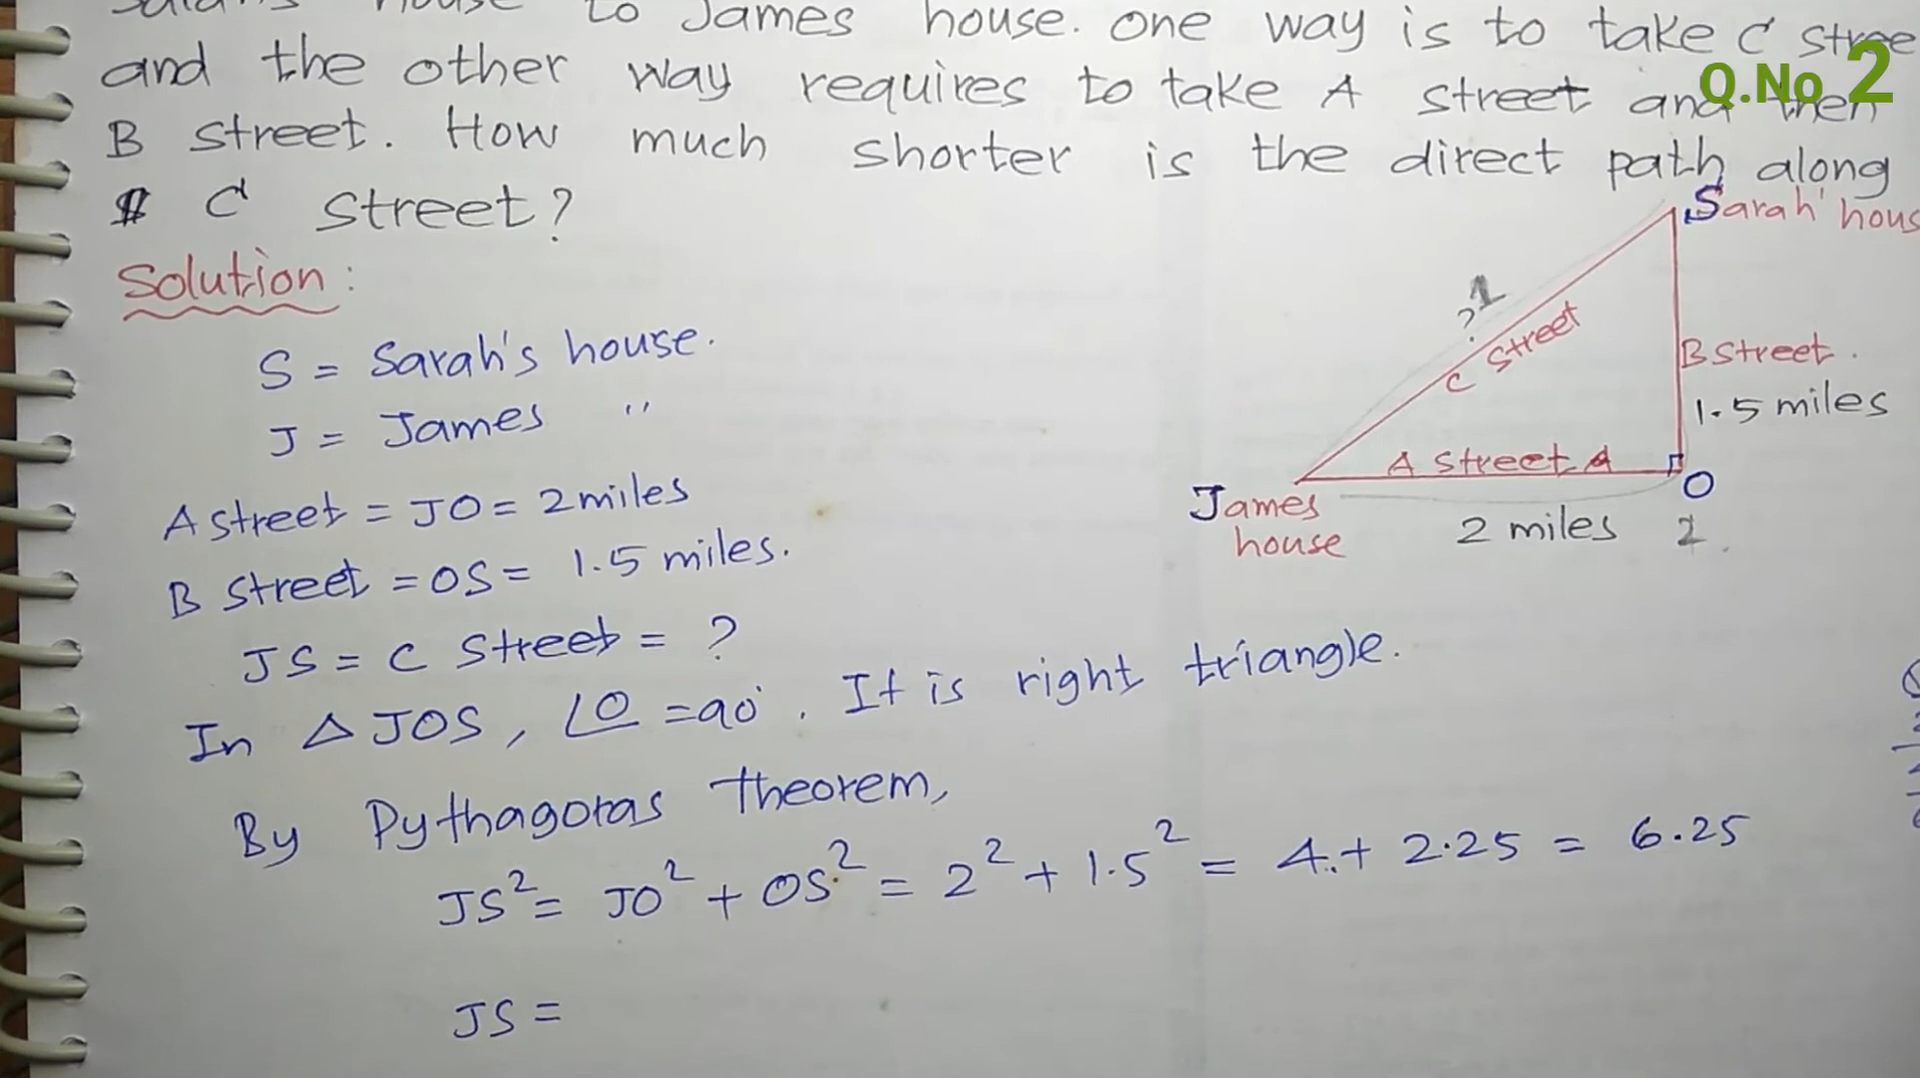 house to James house. One way is to take C
and the other way requires to take A street and then
B street. How much shorter is the direct path along
C street?
Q.No 2
Solution:
S = Sarah's house.
J = James "
A street = JO = 2 miles
B street = OS = 1.5 miles.
JS = C Street = ?
In △ JOS, ∠O = 90°. It is right triangle.
By Pythagoras theorem,
JS² = JO² + OS² = 2² + 1.5² = 4 + 2.25 = 6.25
JS =
Sarah' hous
?
C Street
B Street.
1.5 miles
A Street
O
James
house
2 miles